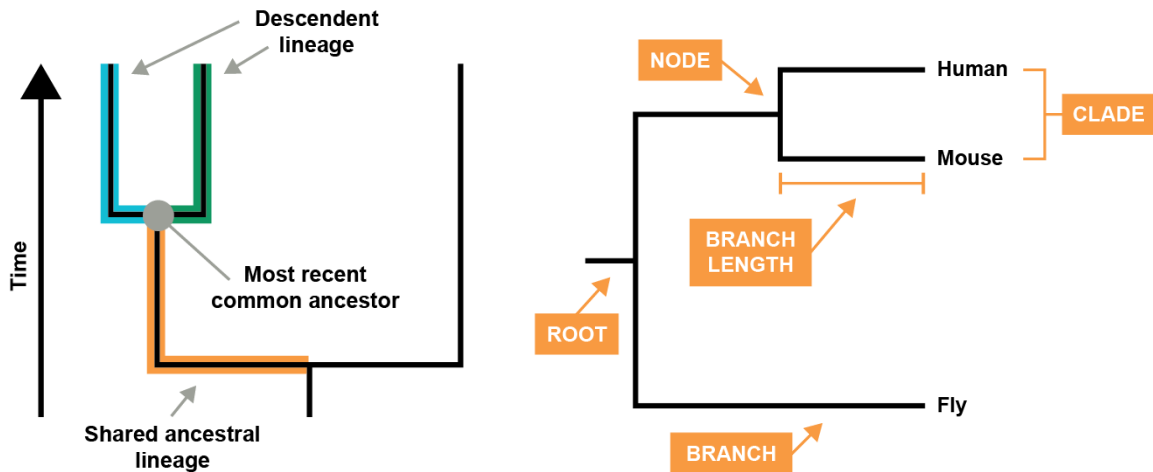 Descendent
lineage
Time
Most recent
common ancestor
Shared ancestral
lineage
NODE
Human
CLADE
Mouse
BRANCH
LENGTH
ROOT
Fly
BRANCH